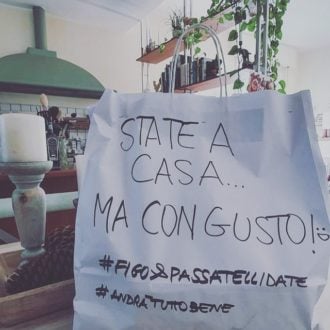 STATE A
CASA...
MA CON GUSTO!
#FIGO&PASSATELLIDATE
#ANDRÀTUTTOBENE